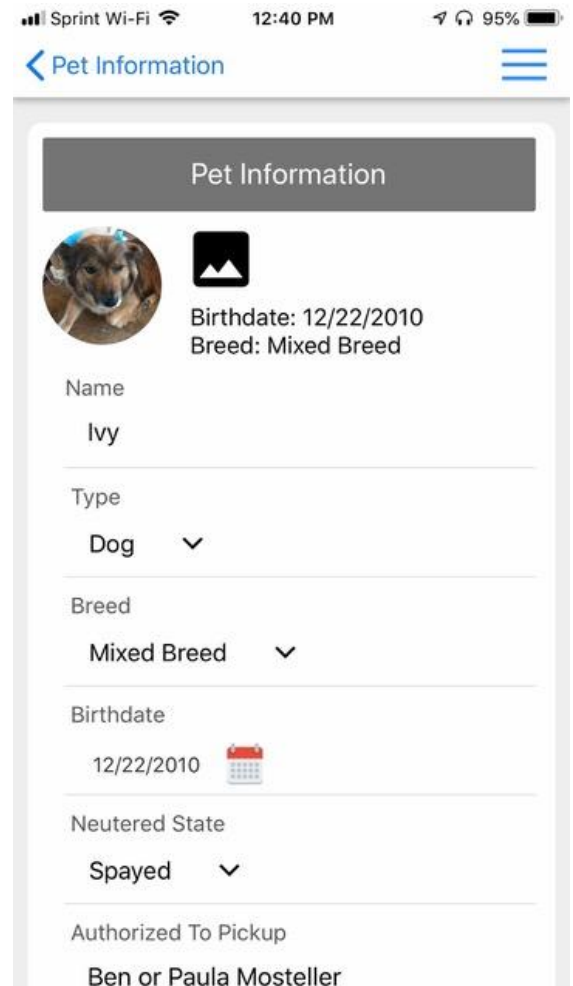 Sprint Wi-Fi 12:40 PM 95%
Pet Information
Pet Information
Birthdate: 12/22/2010
Breed: Mixed Breed
Name
Ivy
Type
Dog
Breed
Mixed Breed
Birthdate
12/22/2010
Neutered State
Spayed
Authorized To Pickup
Ben or Paula Mosteller